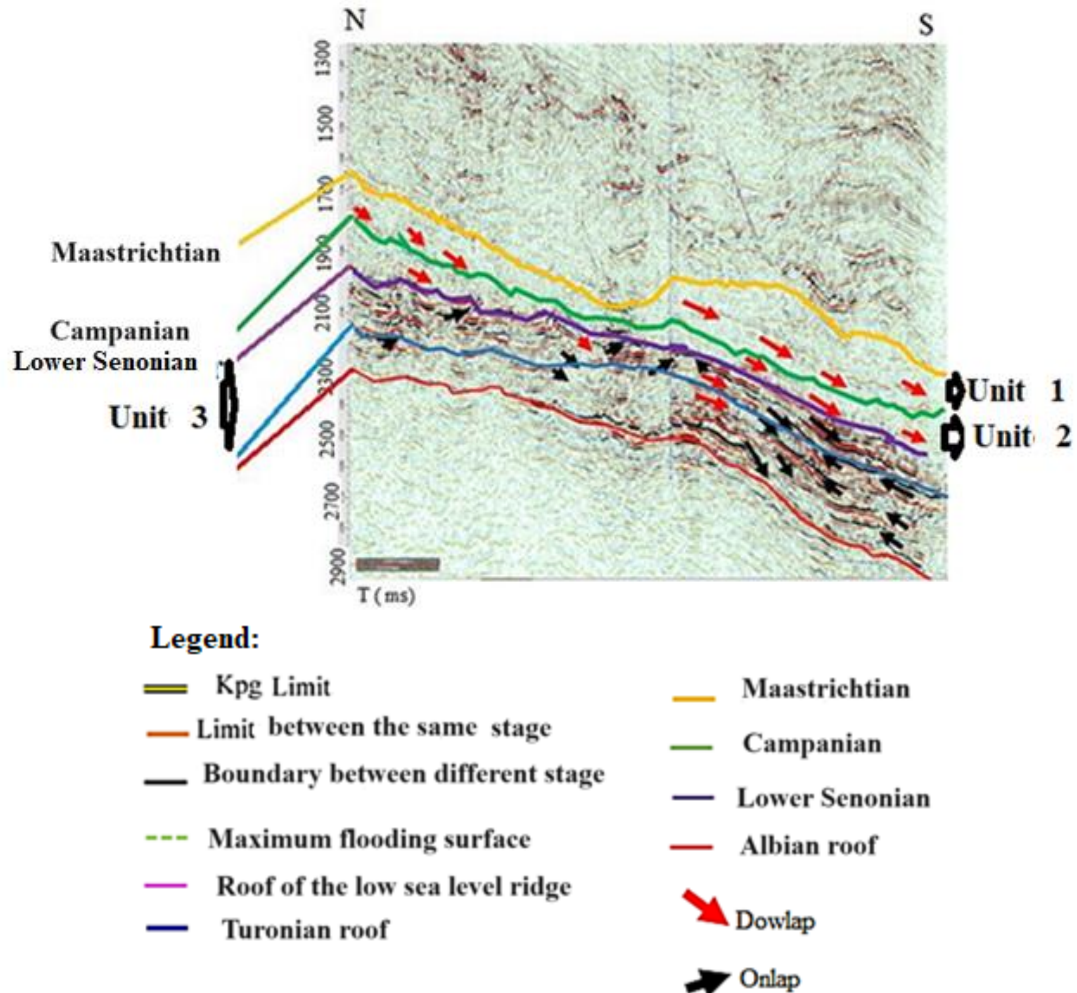 N
S
1300
1500
1700
1900
2100
2300
2500
2700
2900
T ( ms)
Maastrichtian
Campanian
Lower Senonian
Unit 3
Unit 1
Unit 2
Legend:
Kpg Limit
Limit between the same stage
Boundary between different stage
Maximum flooding surface
Roof of the low sea level ridge
Turonian roof
Maastrichtian
Campanian
Lower Senonian
Albian roof
Dowlap
Onlap